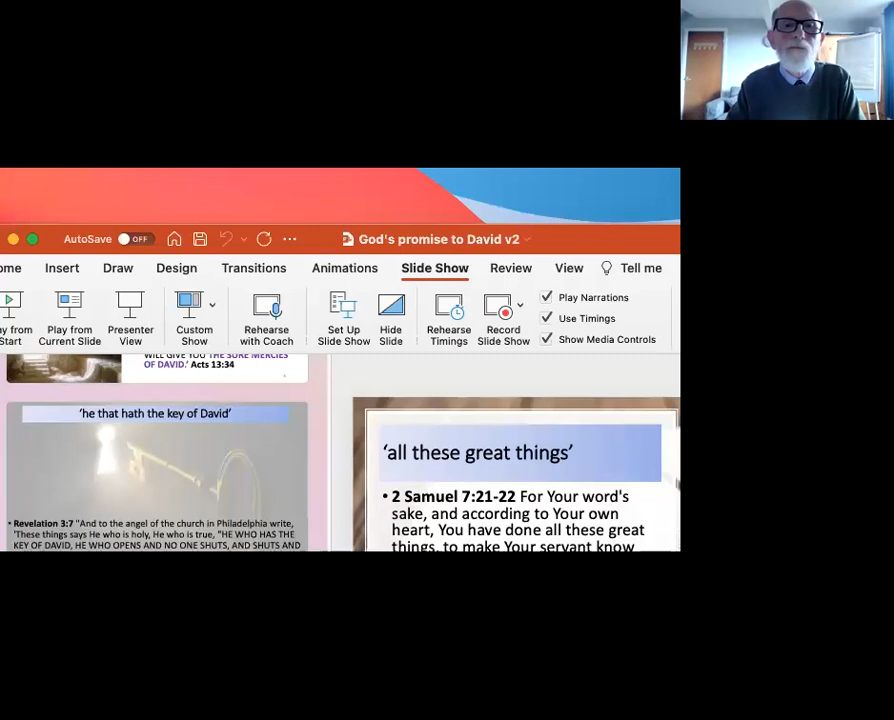 AutoSave OFF God's promise to David v2
ome Insert Draw Design Transitions Animations Slide Show Review View Tell me
ay from Start
Play from Current Slide
Presenter View
Custom Show
Rehearse with Coach
Set Up Slide Show
Hide Slide
Rehearse Timings
Record Slide Show
Play Narrations
Use Timings
Show Media Controls
WILL GIVE YOU THE SURE MERCIES
OF DAVID.' Acts 13:34
'he that hath the key of David'
• Revelation 3:7 "And to the angel of the church in Philadelphia write,
'These things says He who is holy, He who is true, "HE WHO HAS THE
KEY OF DAVID, HE WHO OPENS AND NO ONE SHUTS, AND SHUTS AND
'all these great things'
• 2 Samuel 7:21-22 For Your word's
sake, and according to Your own
heart, You have done all these great
things, to make Your servant know